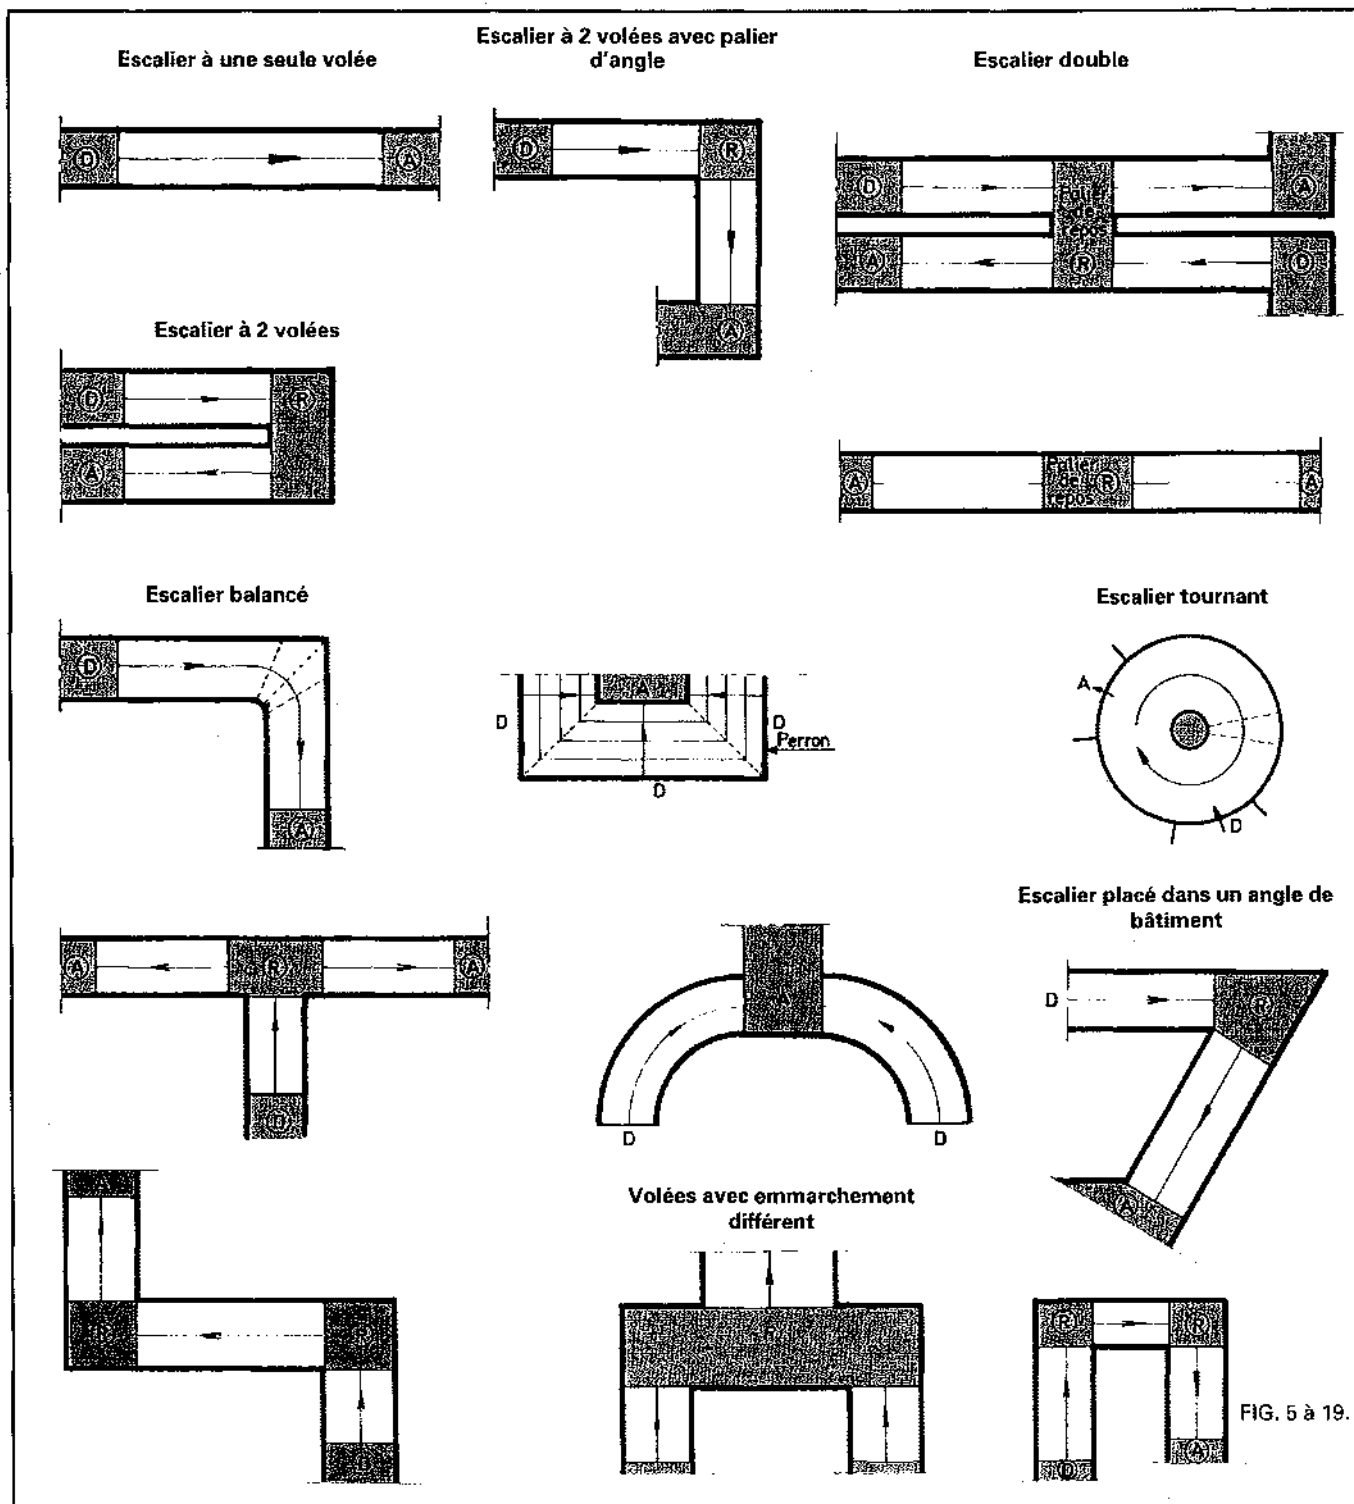 Escalier à une seule volée
D
A
Escalier à 2 volées avec palier
d'angle
D
R
A
Escalier double
D
A
Palier
de
repos
A
R
D
Escalier à 2 volées
D
R
A
A
Palier
de
repos
R
A
Escalier balancé
D
A
A
D
D
Perron
D
Escalier tournant
A
D
A
R
A
D
A
D
D
Escalier placé dans un angle de
bâtiment
D
R
A
A
R
R
D
Volées avec emmarchement
différent
R
R
R
D
A
FIG. 5 à 19.